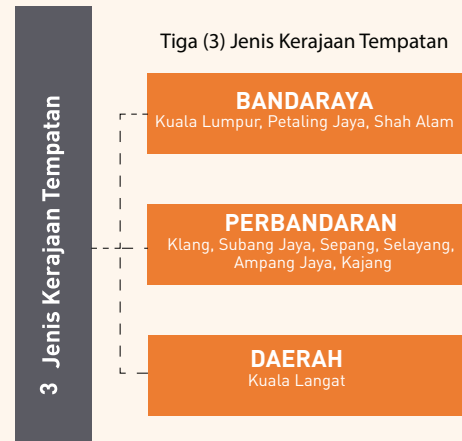 3 Jenis Kerajaan Tempatan
Tiga (3) Jenis Kerajaan Tempatan
BANDARAYA
Kuala Lumpur, Petaling Jaya, Shah Alam
PERBANDARAN
Klang, Subang Jaya, Sepang, Selayang,
Ampang Jaya, Kajang
DAERAH
Kuala Langat